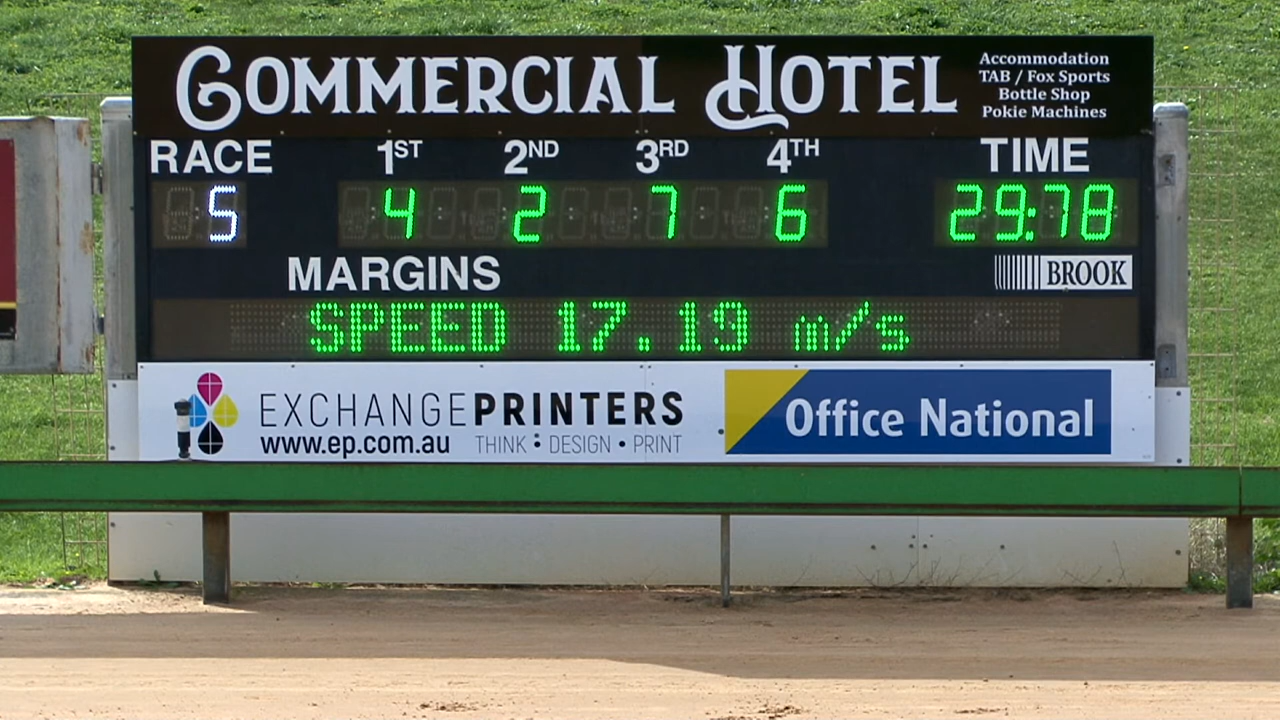 COMMERCIAL HOTEL
Accommodation
TAB / Fox Sports
Bottle Shop
Pokie Machines
RACE 1ST 2ND 3RD 4TH TIME
5 4 2 7 6 29:78
MARGINS
BROOK
SPEED 17.19 m/s
EXCHANGEPRINTERS
www.ep.com.au THINK • DESIGN • PRINT
Office National